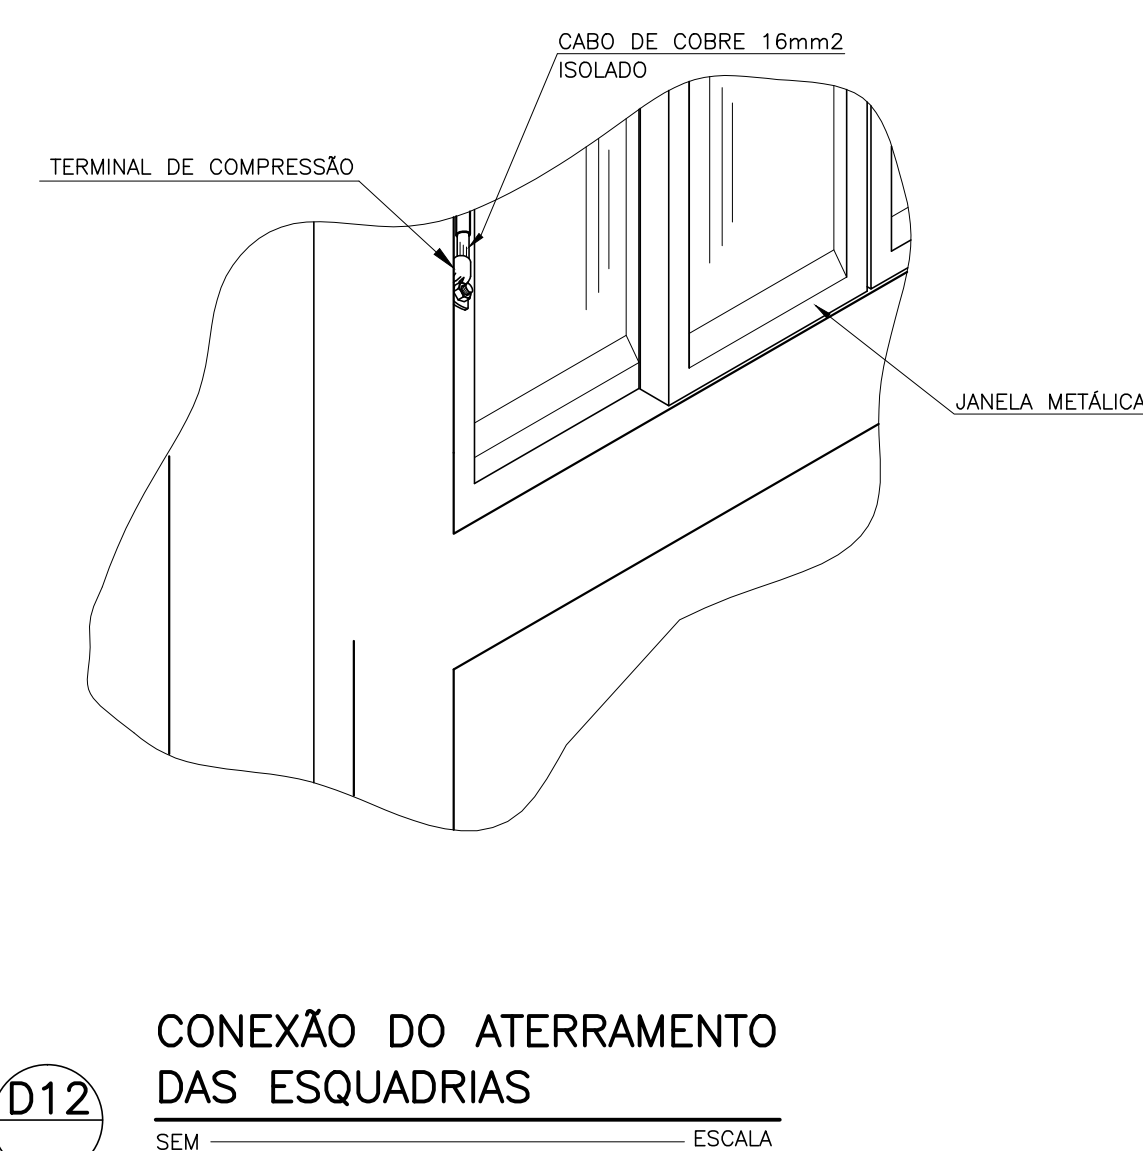 CABO DE COBRE 16mm2
ISOLADO
TERMINAL DE COMPRESSÃO
JANELA METÁLICA
CONEXÃO DO ATERRAMENTO
DAS ESQUADRIAS
D12
SEM ESCALA